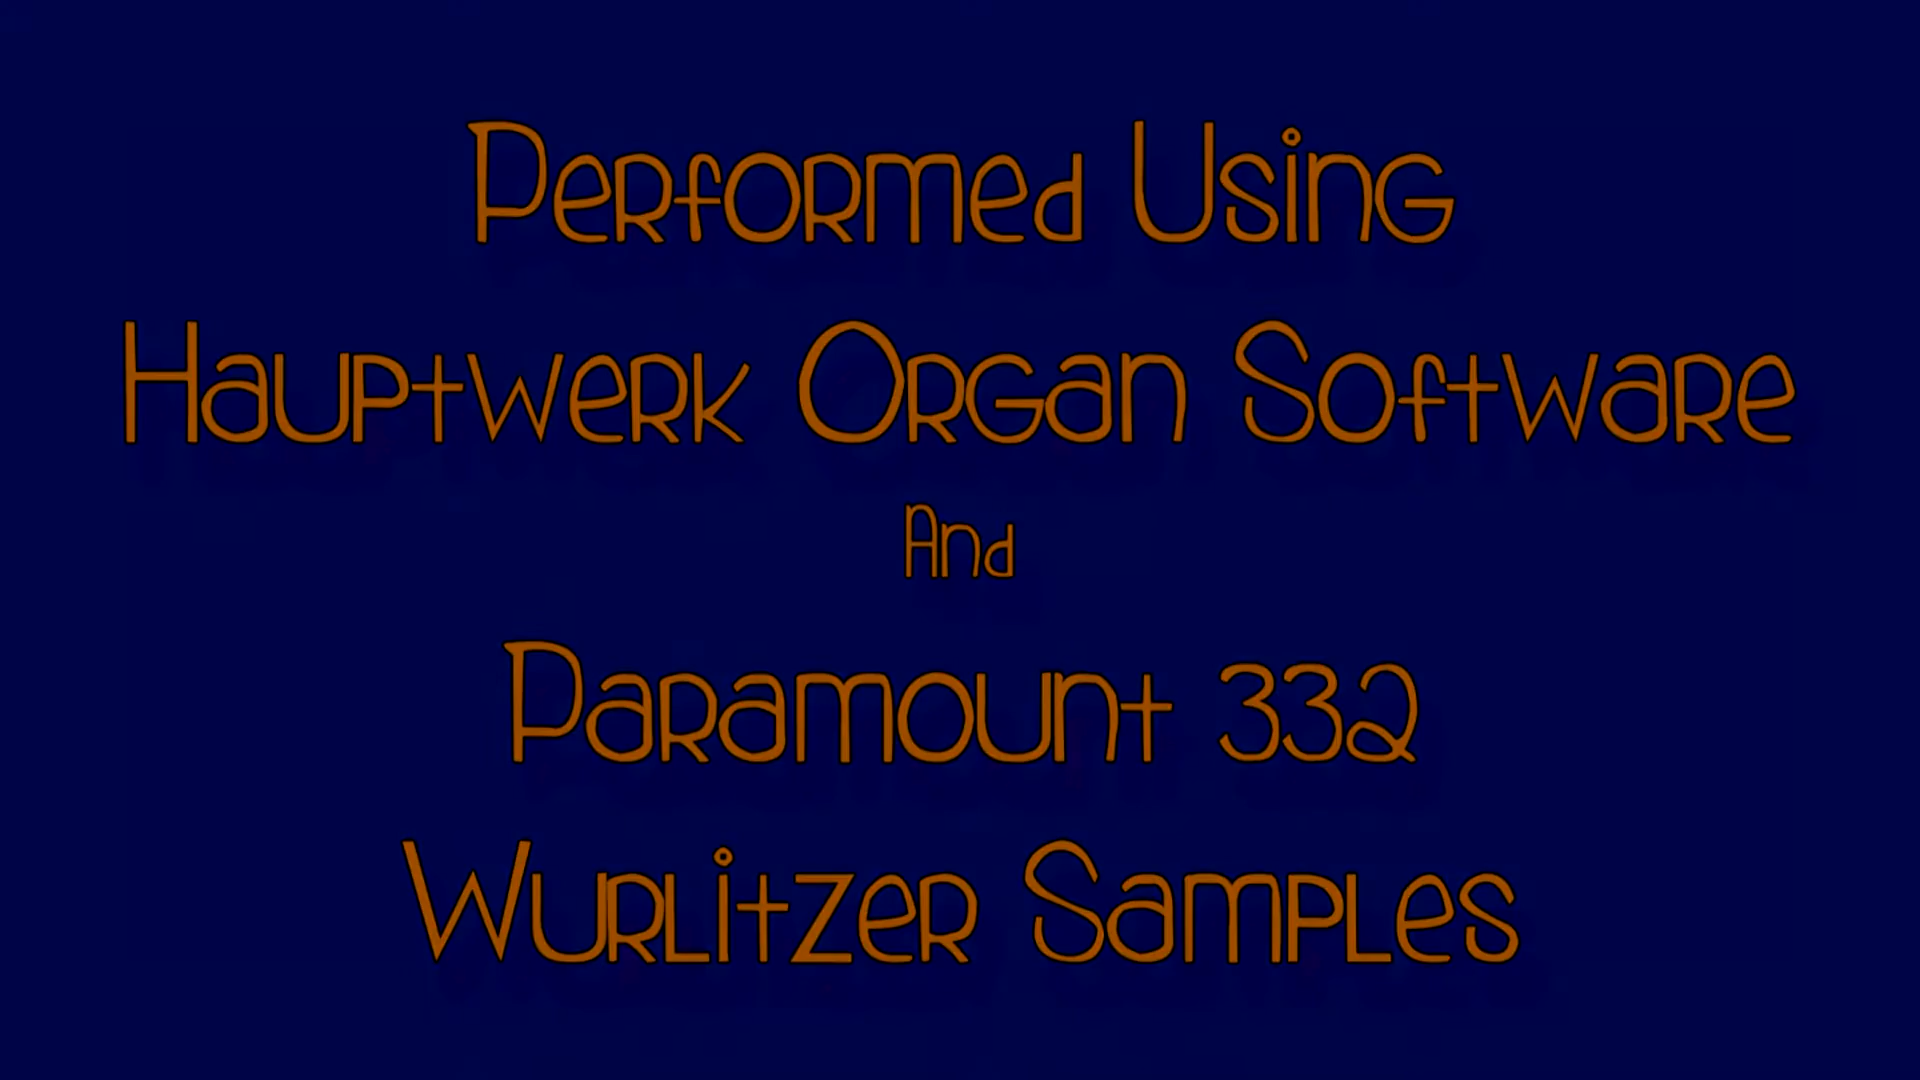 Performed Using
Hauptwerk Organ Software
And
Paramount 332
Wurlitzer Samples